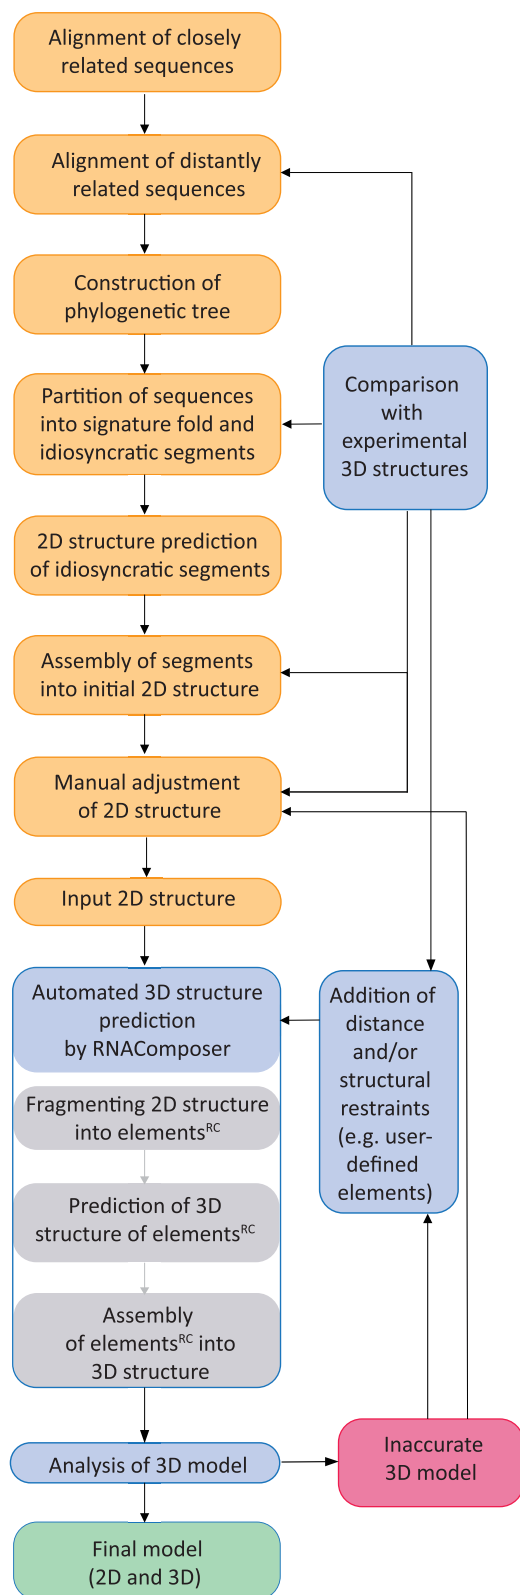 Alignment of closely
related sequences
Alignment of distantly
related sequences
Construction of
phylogenetic tree
Partition of sequences
into signature fold and
idiosyncratic segments
Comparison
with
experimental
3D structures
2D structure prediction
of idiosyncratic segments
Assembly of segments
into initial 2D structure
Manual adjustment
of 2D structure
Input 2D structure
Automated 3D structure
prediction
by RNAComposer
Addition of
distance
and/or
structural
restraints
(e.g. user-
defined
elements)
Fragmenting 2D structure
into elementsRC
Prediction of 3D
structure of elementsRC
Assembly
of elementsRC into
3D structure
Analysis of 3D model
Inaccurate
3D model
Final model
(2D and 3D)